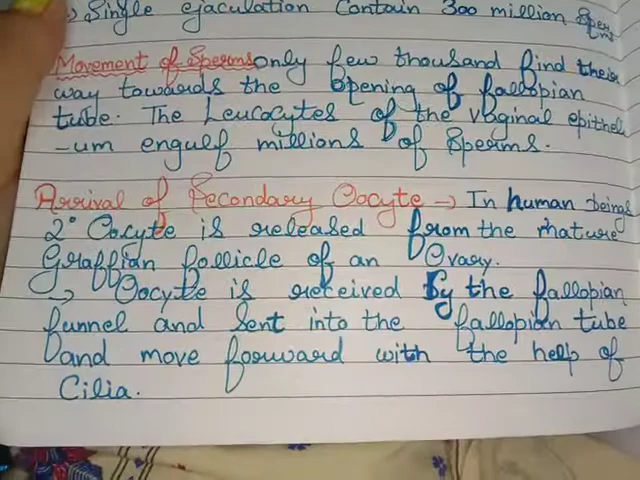 → Single ejaculation Contain 300 million Sperms
Movement of Sperms only few thousand find their
way towards the opening of fallopian
tube. The Leucocytes of the vaginal epitheli
-um engulf millions of Sperms.
Arrival of Secondary Oocyte → In human beings
2° Oocyte is released from the mature
Graffian follicle of an Ovary.
→ Oocyte is received by the fallopian
funnel and sent into the fallopian tube
and move forward with the help of
Cilia.